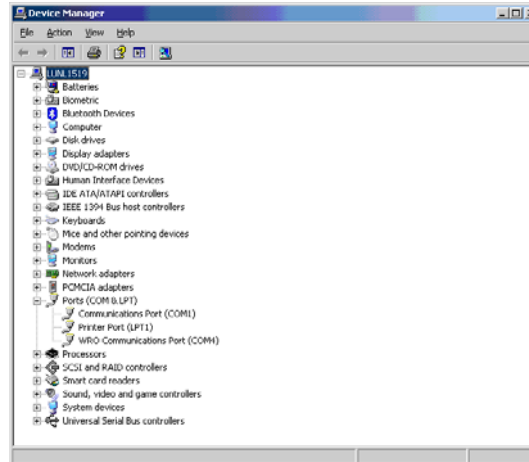 Device Manager
File Action View Help
LUNL1519
Batteries
Biometric
Bluetooth Devices
Computer
Disk drives
Display adapters
DVD/CD-ROM drives
Human Interface Devices
IDE ATA/ATAPI controllers
IEEE 1394 Bus host controllers
Keyboards
Mice and other pointing devices
Modems
Monitors
Network adapters
PCMCIA adapters
Ports (COM & LPT)
Communications Port (COM1)
Printer Port (LPT1)
WRO Communications Port (COM4)
Processors
SCSI and RAID controllers
Smart card readers
Sound, video and game controllers
System devices
Universal Serial Bus controllers